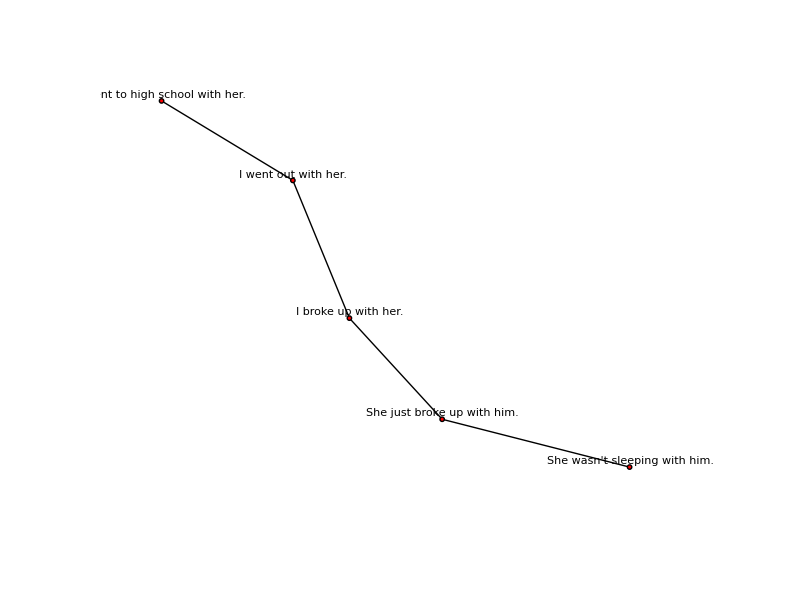 nt to high school with her.
I went out with her.
I broke up with her.
She just broke up with him.
She wasn't sleeping with him.